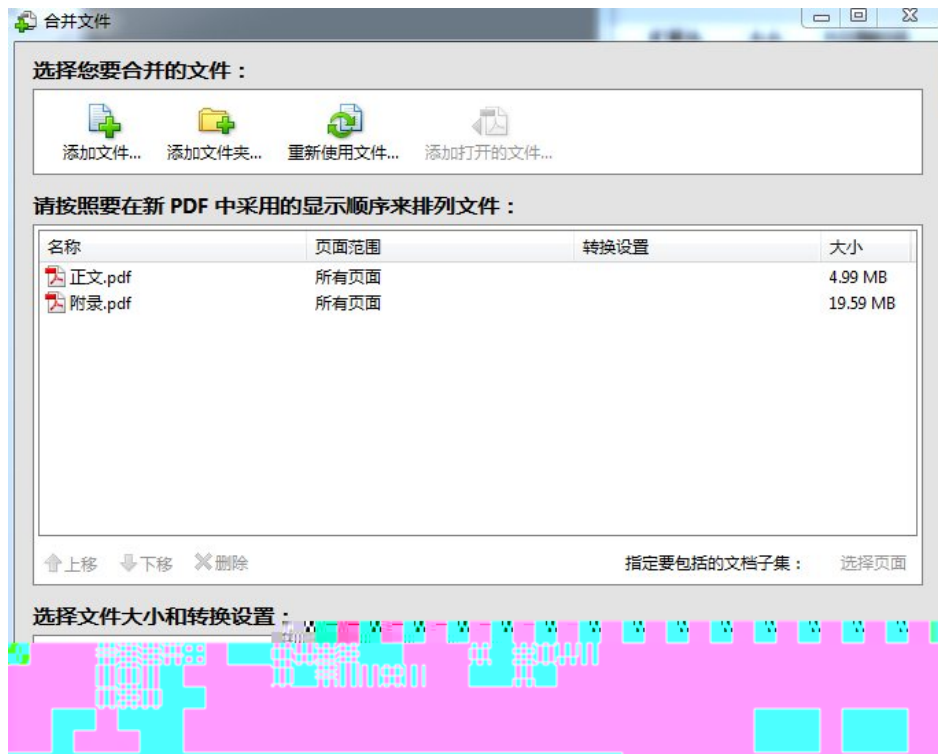 合并文件
选择您要合并的文件：
添加文件... 添加文件夹... 重新使用文件... 添加打开的文件...
请按照要在新 PDF 中采用的显示顺序来排列文件：
名称 页面范围 转换设置 大小
正文.pdf 所有页面 4.99 MB
附录.pdf 所有页面 19.59 MB
上移 下移 删除 指定要包括的文档子集： 选择页面
选择文件大小和转换设置：